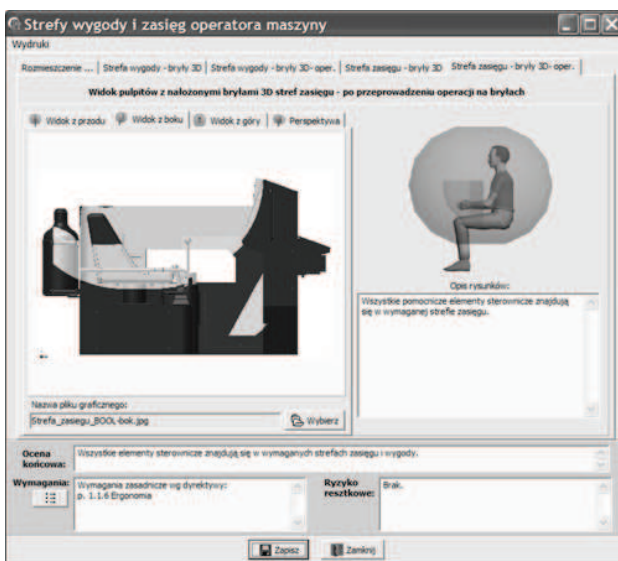 Strefy wygody i zasięg operatora maszyny
Wydruki
Rozmieszczenie ... Strefa wygody - bryły 3D Strefa wygody - bryły 3D - oper. Strefa zasięgu - bryły 3D Strefa zasięgu - bryły 3D- oper.
Widok pulpitów z nałożonymi bryłami 3D stref zasięgu - po przeprowadzeniu operacji na bryłach
Widok z przodu Widok z boku Widok z góry Perspektywa
Opis rysunków:
Wszystkie pomocnicze elementy sterownicze znajdują
się w wymaganej strefie zasięgu.
Nazwa pliku graficznego:
Strefa_zasiegu_BOOL-bok.jpg Wybierz
Ocena końcowa: Wszystkie elementy sterownicze znajdują się w wymaganych strefach zasięgu i wygody.
Wymagania: Wymagania zasadnicze wg dyrektywy:
p. 1.1.6 Ergonomia
Ryzyko resztkowe: Brak.
Zapisz Zamknij